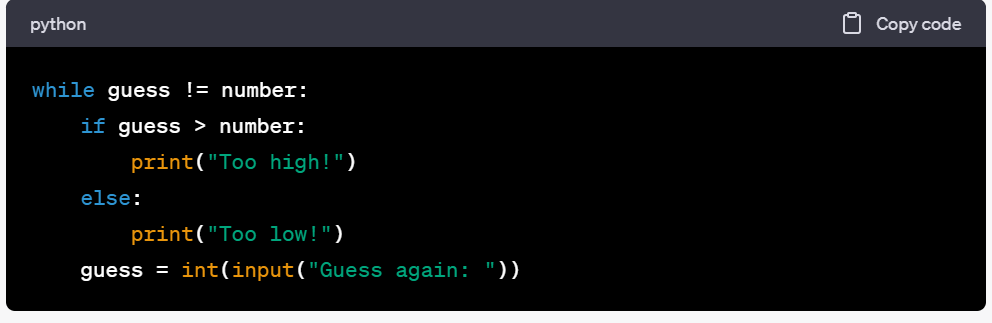 python
Copy code
while guess != number:
    if guess > number:
        print("Too high!")
    else:
        print("Too low!")
    guess = int(input("Guess again: "))